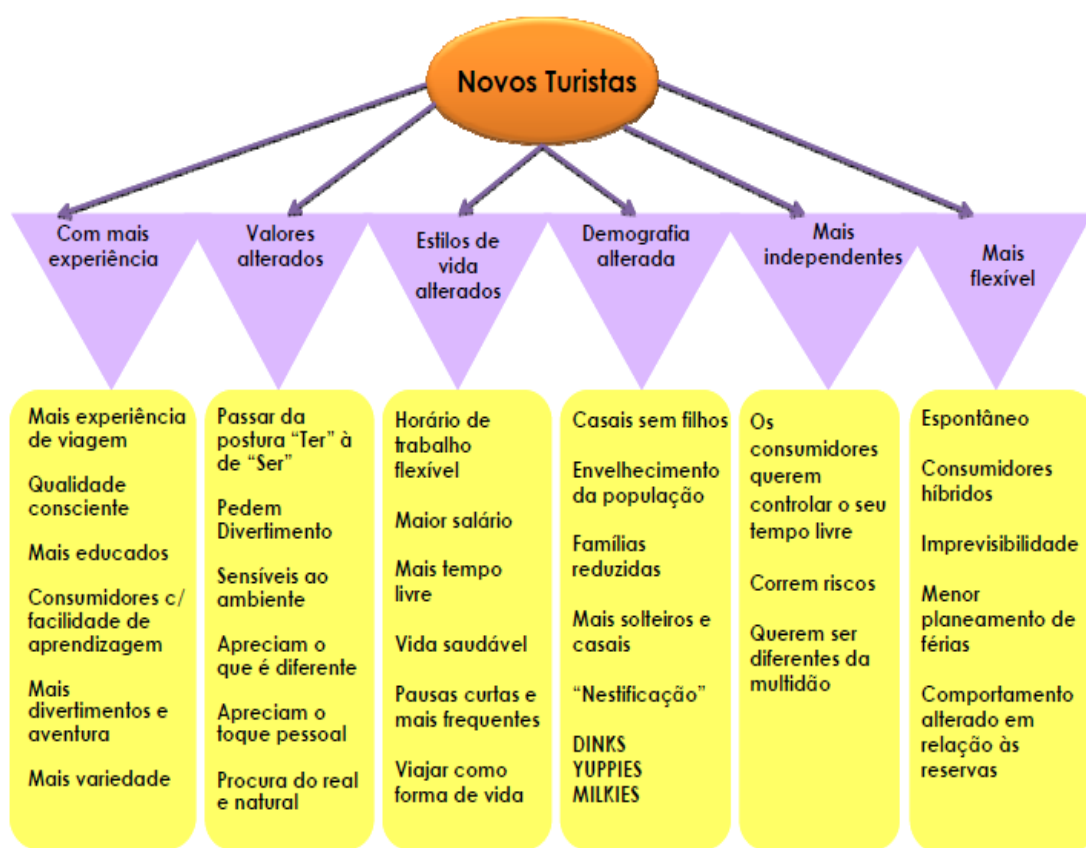 Novos Turistas
Com mais
experiência
Valores
alterados
Estilos de
vida
alterados
Demografia
alterada
Mais
independentes
Mais
flexível
Mais experiência
de viagem
Qualidade
consciente
Mais educados
Consumidores c/
facilidade de
aprendizagem
Mais
divertimentos e
aventura
Mais variedade
Passar da
postura “Ter” à
de “Ser”
Pedem
Divertimento
Sensíveis ao
ambiente
Apreciam o
que é diferente
Apreciam o
toque pessoal
Procura do real
e natural
Horário de
trabalho
flexível
Maior salário
Mais tempo
livre
Vida saudável
Pausas curtas e
mais frequentes
Viajar como
forma de vida
Casais sem filhos
Envelhecimento
da população
Famílias
reduzidas
Mais solteiros e
casais
“Nestificação”
DINKS
YUPPIES
MILKIES
Os
consumidores
querem
controlar o seu
tempo livre
Correm riscos
Querem ser
diferentes da
multidão
Espontâneo
Consumidores
híbridos
Imprevisibilidade
Menor
planeamento de
férias
Comportamento
alterado em
relação às
reservas